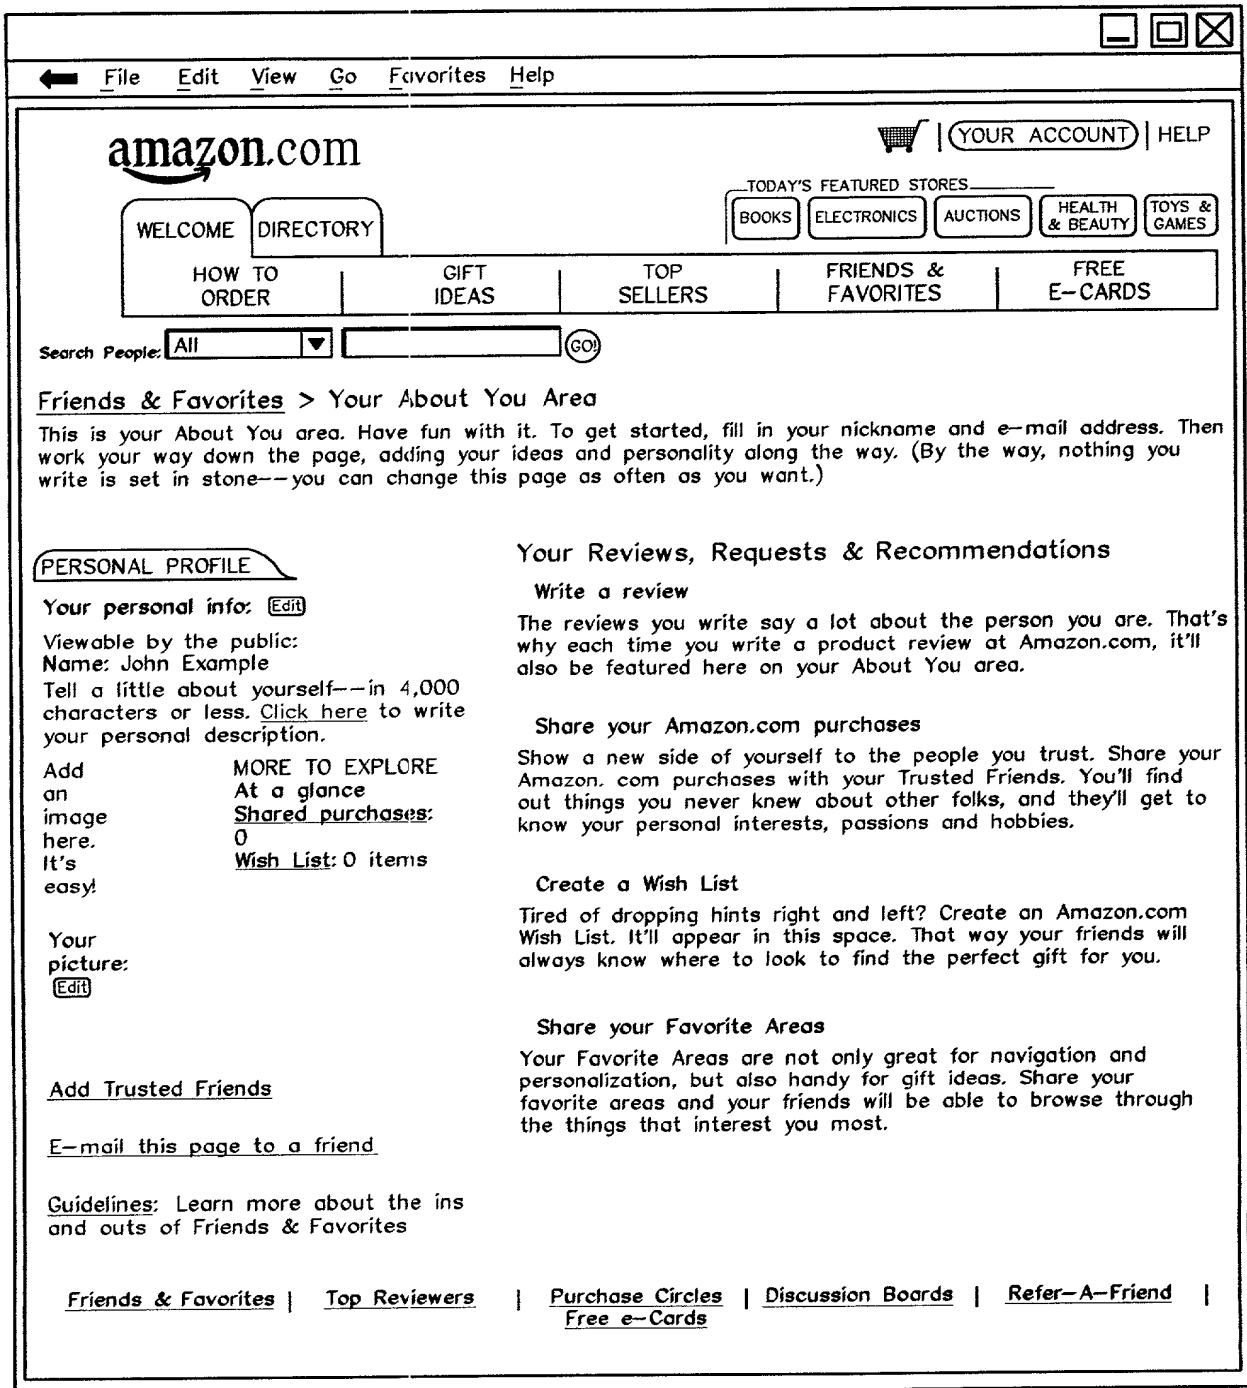 File Edit View Go Favorites Help
amazon.com
YOUR ACCOUNT | HELP
TODAY'S FEATURED STORES
WELCOME DIRECTORY
BOOKS ELECTRONICS AUCTIONS HEALTH & BEAUTY TOYS & GAMES
HOW TO ORDER | GIFT IDEAS | TOP SELLERS | FRIENDS & FAVORITES | FREE E-CARDS
Search People: All GO!
Friends & Favorites > Your About You Area
This is your About You area. Have fun with it. To get started, fill in your nickname and e-mail address. Then
work your way down the page, adding your ideas and personality along the way. (By the way, nothing you
write is set in stone--you can change this page as often as you want.)
PERSONAL PROFILE
Your personal info: Edit
Viewable by the public:
Name: John Example
Tell a little about yourself--in 4,000
characters or less. Click here to write
your personal description.
Add
an
image
here.
It's
easy!
MORE TO EXPLORE
At a glance
Shared purchases:
0
Wish List: 0 items
Your
picture:
Edit
Add Trusted Friends
E-mail this page to a friend
Guidelines: Learn more about the ins
and outs of Friends & Favorites
Your Reviews, Requests & Recommendations
Write a review
The reviews you write say a lot about the person you are. That's
why each time you write a product review at Amazon.com, it'll
also be featured here on your About You area.
Share your Amazon.com purchases
Show a new side of yourself to the people you trust. Share your
Amazon. com purchases with your Trusted Friends. You'll find
out things you never knew about other folks, and they'll get to
know your personal interests, passions and hobbies.
Create a Wish List
Tired of dropping hints right and left? Create an Amazon.com
Wish List. It'll appear in this space. That way your friends will
always know where to look to find the perfect gift for you.
Share your Favorite Areas
Your Favorite Areas are not only great for navigation and
personalization, but also handy for gift ideas. Share your
favorite areas and your friends will be able to browse through
the things that interest you most.
Friends & Favorites | Top Reviewers | Purchase Circles | Discussion Boards | Refer-A-Friend |
Free e-Cards